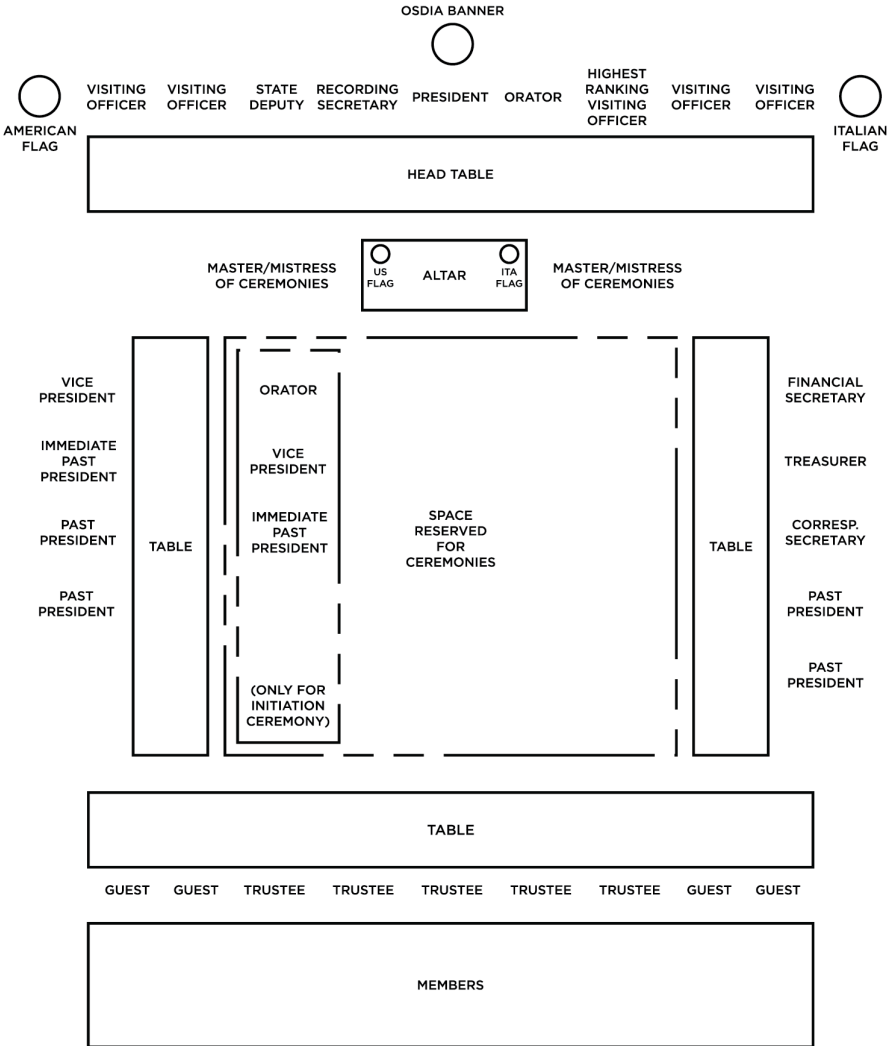 OSDIA BANNER
AMERICAN
FLAG
VISITING
OFFICER
VISITING
OFFICER
STATE
DEPUTY
RECORDING
SECRETARY
PRESIDENT
ORATOR
HIGHEST
RANKING
VISITING
OFFICER
VISITING
OFFICER
VISITING
OFFICER
ITALIAN
FLAG
HEAD TABLE
MASTER/MISTRESS
OF CEREMONIES
US
FLAG
ALTAR
ITA
FLAG
MASTER/MISTRESS
OF CEREMONIES
VICE
PRESIDENT
IMMEDIATE
PAST
PRESIDENT
PAST
PRESIDENT
PAST
PRESIDENT
TABLE
ORATOR
VICE
PRESIDENT
IMMEDIATE
PAST
PRESIDENT
(ONLY FOR
INITIATION
CEREMONY)
SPACE
RESERVED
FOR
CEREMONIES
TABLE
FINANCIAL
SECRETARY
TREASURER
CORRESP.
SECRETARY
PAST
PRESIDENT
PAST
PRESIDENT
TABLE
GUEST GUEST TRUSTEE TRUSTEE TRUSTEE TRUSTEE TRUSTEE GUEST GUEST
MEMBERS